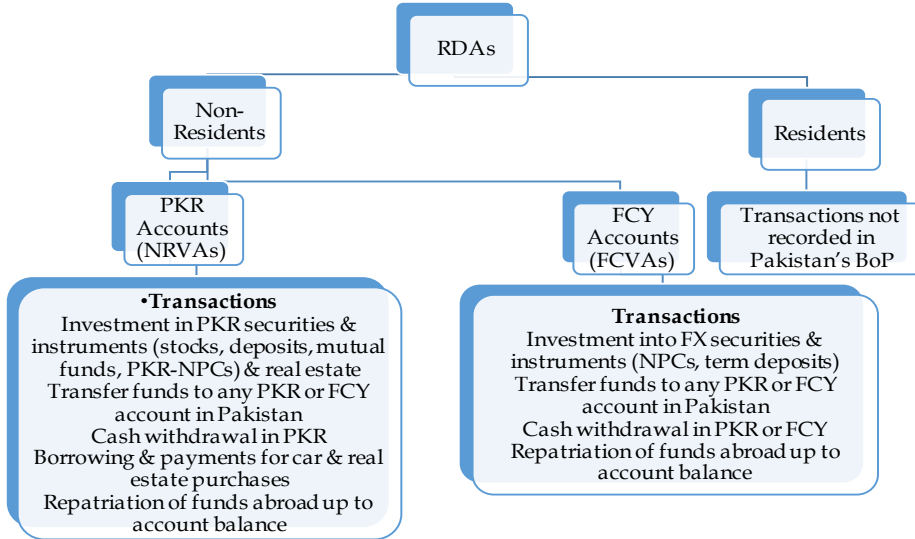 RDAs
Non-
Residents
Residents
PKR
Accounts
(NRVAs)
FCY
Accounts
(FCVAs)
Transactions not
recorded in
Pakistan's BoP
•Transactions
Investment in PKR securities &
instruments (stocks, deposits, mutual
funds, PKR-NPCs) & real estate
Transfer funds to any PKR or FCY
account in Pakistan
Cash withdrawal in PKR
Borrowing & payments for car & real
estate purchases
Repatriation of funds abroad up to
account balance
Transactions
Investment into FX securities &
instruments (NPCs, term deposits)
Transfer funds to any PKR or FCY
account in Pakistan
Cash withdrawal in PKR or FCY
Repatriation of funds abroad up to
account balance